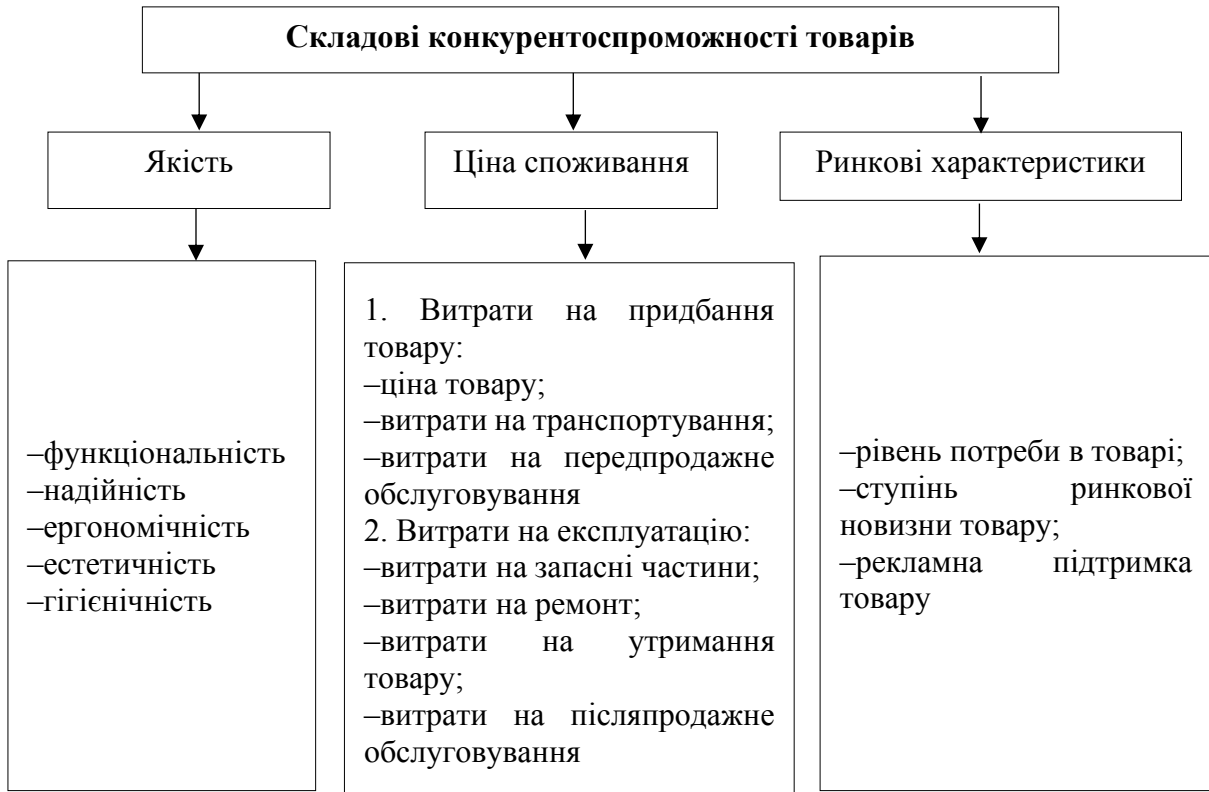 Складові конкурентоспроможності товарів
Якість
Ціна споживання
Ринкові характеристики
–функціональність
–надійність
–ергономічність
–естетичність
–гігієнічність
1. Витрати на придбання
товару:
–ціна товару;
–витрати на транспортування;
–витрати на передпродажне
обслуговування
2. Витрати на експлуатацію:
–витрати на запасні частини;
–витрати на ремонт;
–витрати на утримання
товару;
–витрати на післяпродажне
обслуговування
–рівень потреби в товарі;
–ступінь ринкової
новизни товару;
–рекламна підтримка
товару